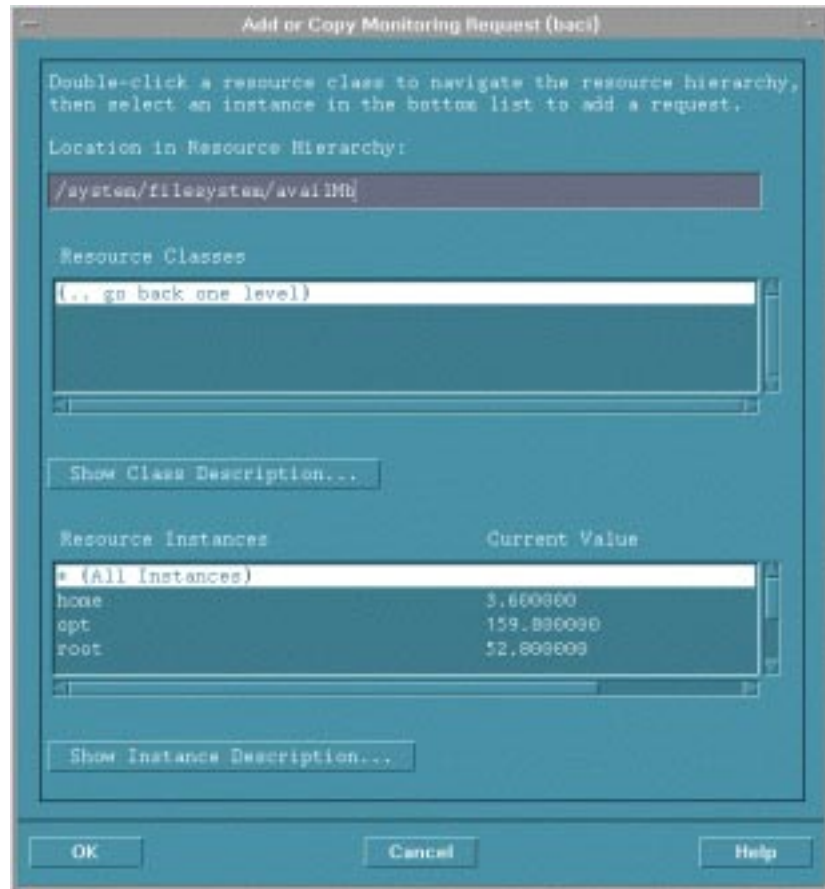 Add or Copy Monitoring Request (baci)
Double-click a resource class to navigate the resource hierarchy,
then select an instance in the bottom list to add a request.
Location in Resource Hierarchy:
/system/filesystem/availMb
Resource Classes
(.. go back one level)
Show Class Description...
Resource Instances Current Value
* (All Instances)
home 3.600000
opt 159.800000
root 52.800000
Show Instance Description...
OK Cancel Help